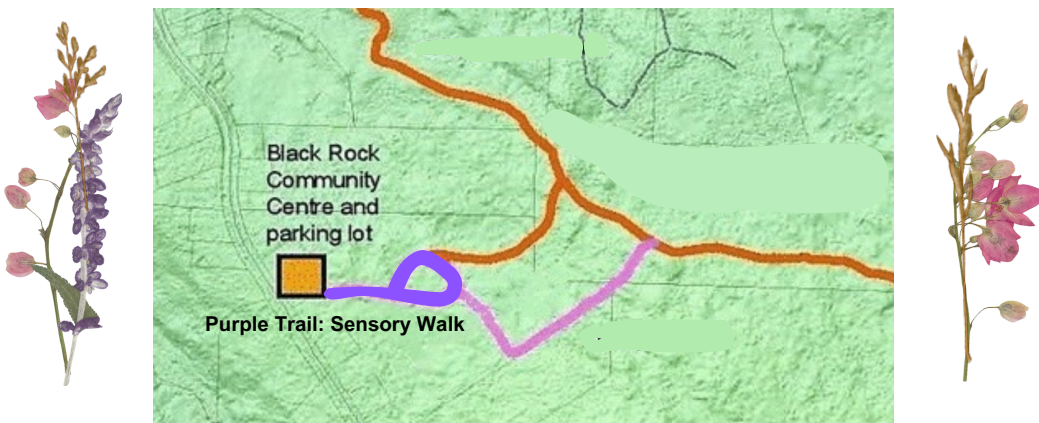 Black Rock
Community
Centre and
parking lot
Purple Trail: Sensory Walk